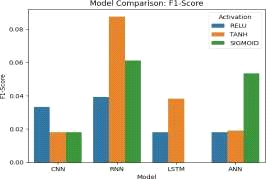 Model Comparison: F1-Score
Activation
RELU
TANH
SIGMOID
F1-Score
0.08
0.06
0.04
0.02
0.00
CNN RNN LSTM ANN
Model